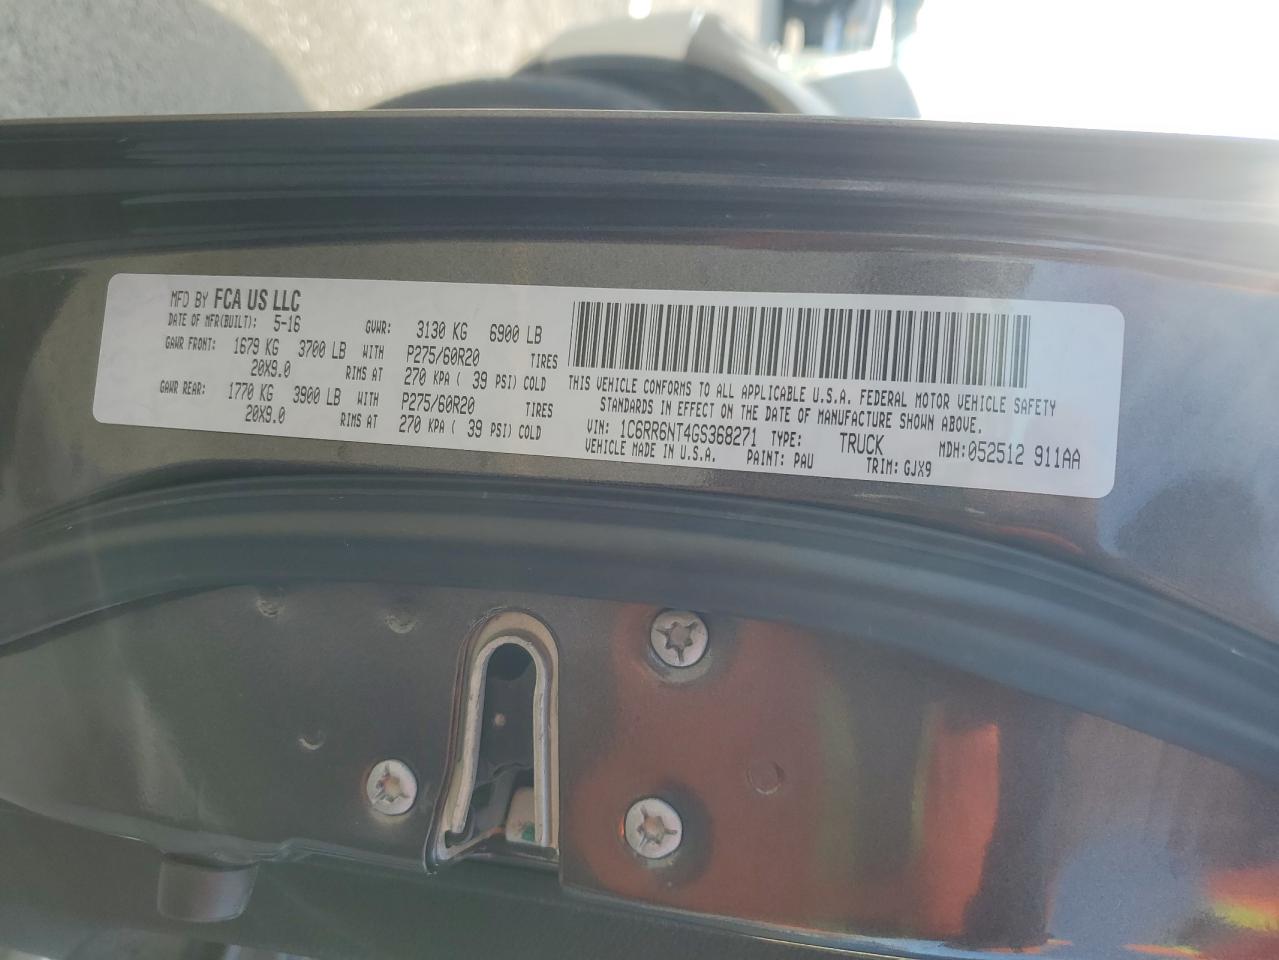 MFD BY FCA US LLC
DATE OF MFR(BUILT): 5-16 GVWR: 3130 KG 6900 LB
GAWR FRONT: 1679 KG 3700 LB WITH P275/60R20 TIRES
20X9.0 RIMS AT 270 KPA ( 39 PSI) COLD
GAWR REAR: 1770 KG 3900 LB WITH P275/60R20 TIRES
20X9.0 RIMS AT 270 KPA ( 39 PSI) COLD
THIS VEHICLE CONFORMS TO ALL APPLICABLE U.S.A. FEDERAL MOTOR VEHICLE SAFETY
STANDARDS IN EFFECT ON THE DATE OF MANUFACTURE SHOWN ABOVE.
VIN: 1C6RR6NT4GS368271 TYPE: TRUCK MDH: 052512 911AA
VEHICLE MADE IN U.S.A. PAINT: PAU TRIM: GJX9